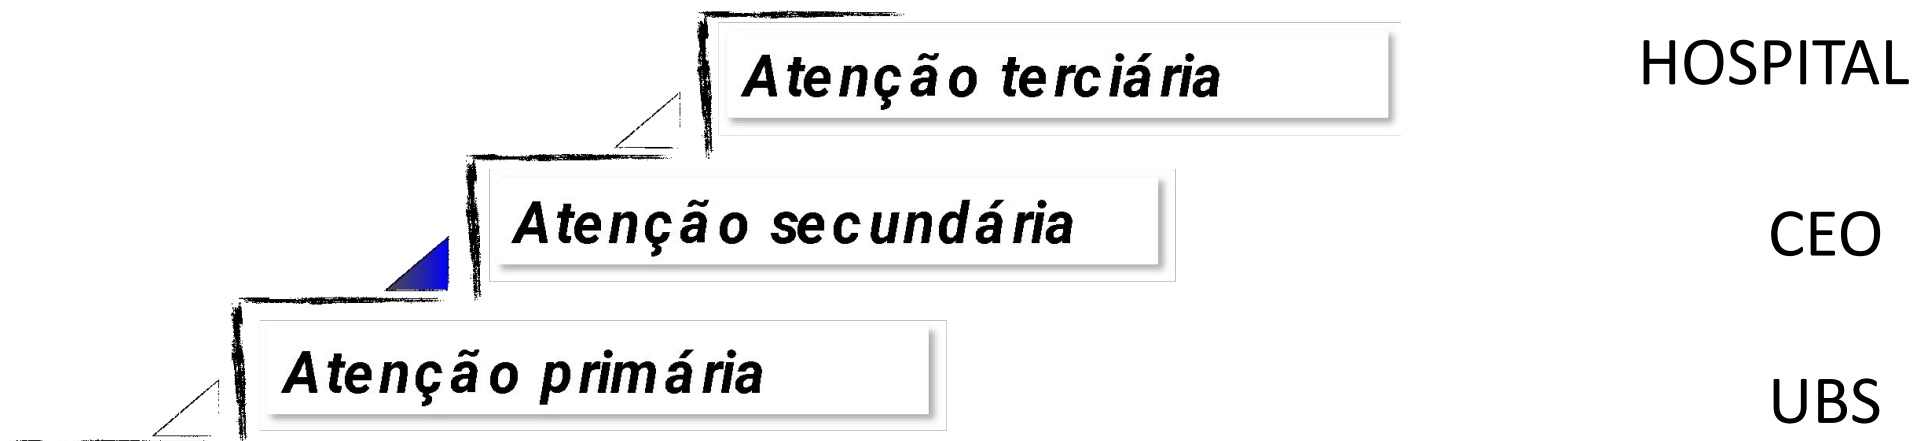 Atenção terciária
HOSPITAL
Atenção secundária
CEO
Atenção primária
UBS